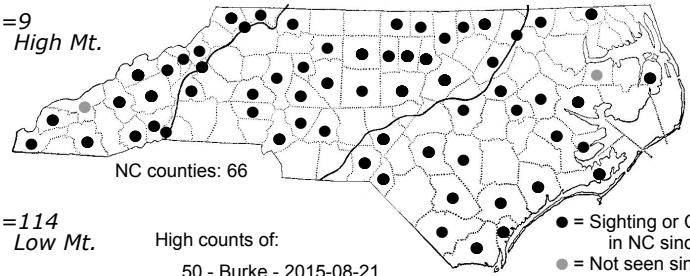 =9
High Mt.
NC counties: 66
=114
Low Mt.
High counts of:
50 - Burke - 2015-08-21
= Sighting or
in NC sinc
= Not seen sin